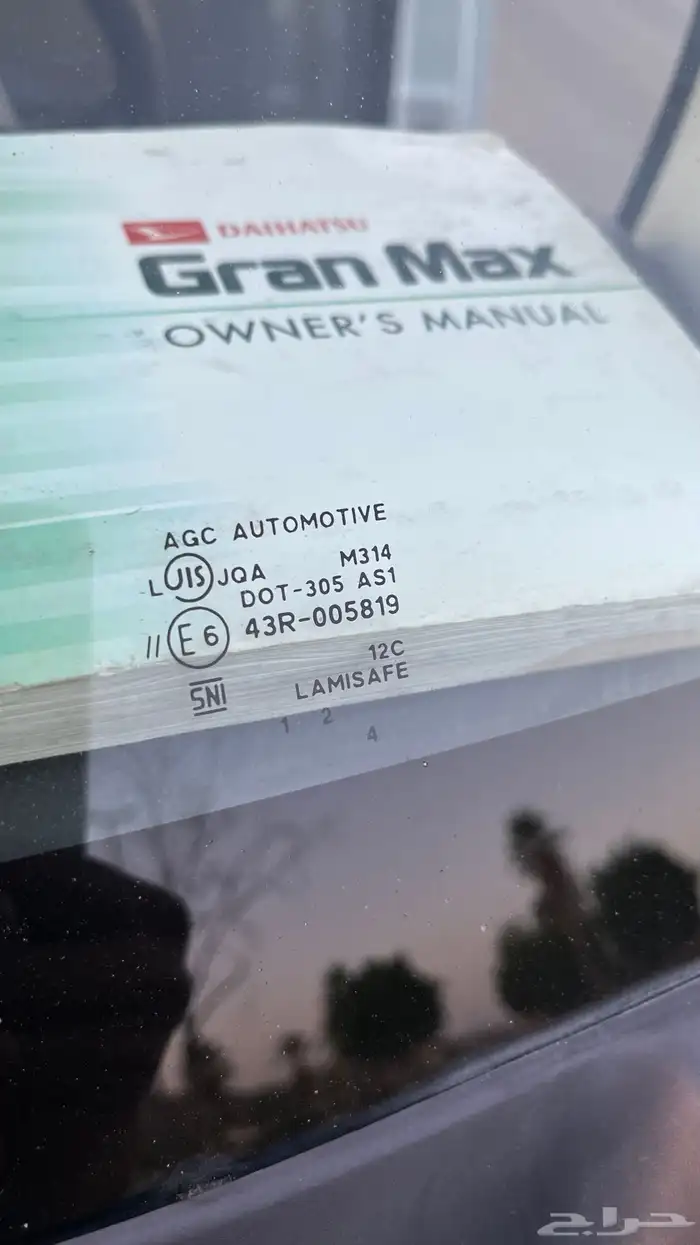 DAIHATSU
Gran Max
OWNER'S MANUAL
AGC AUTOMOTIVE
L UIS JQA M314
DOT-305 AS1
II E6 43R-005819
SNI 12C
LAMISAFE
1 2
4
حراج